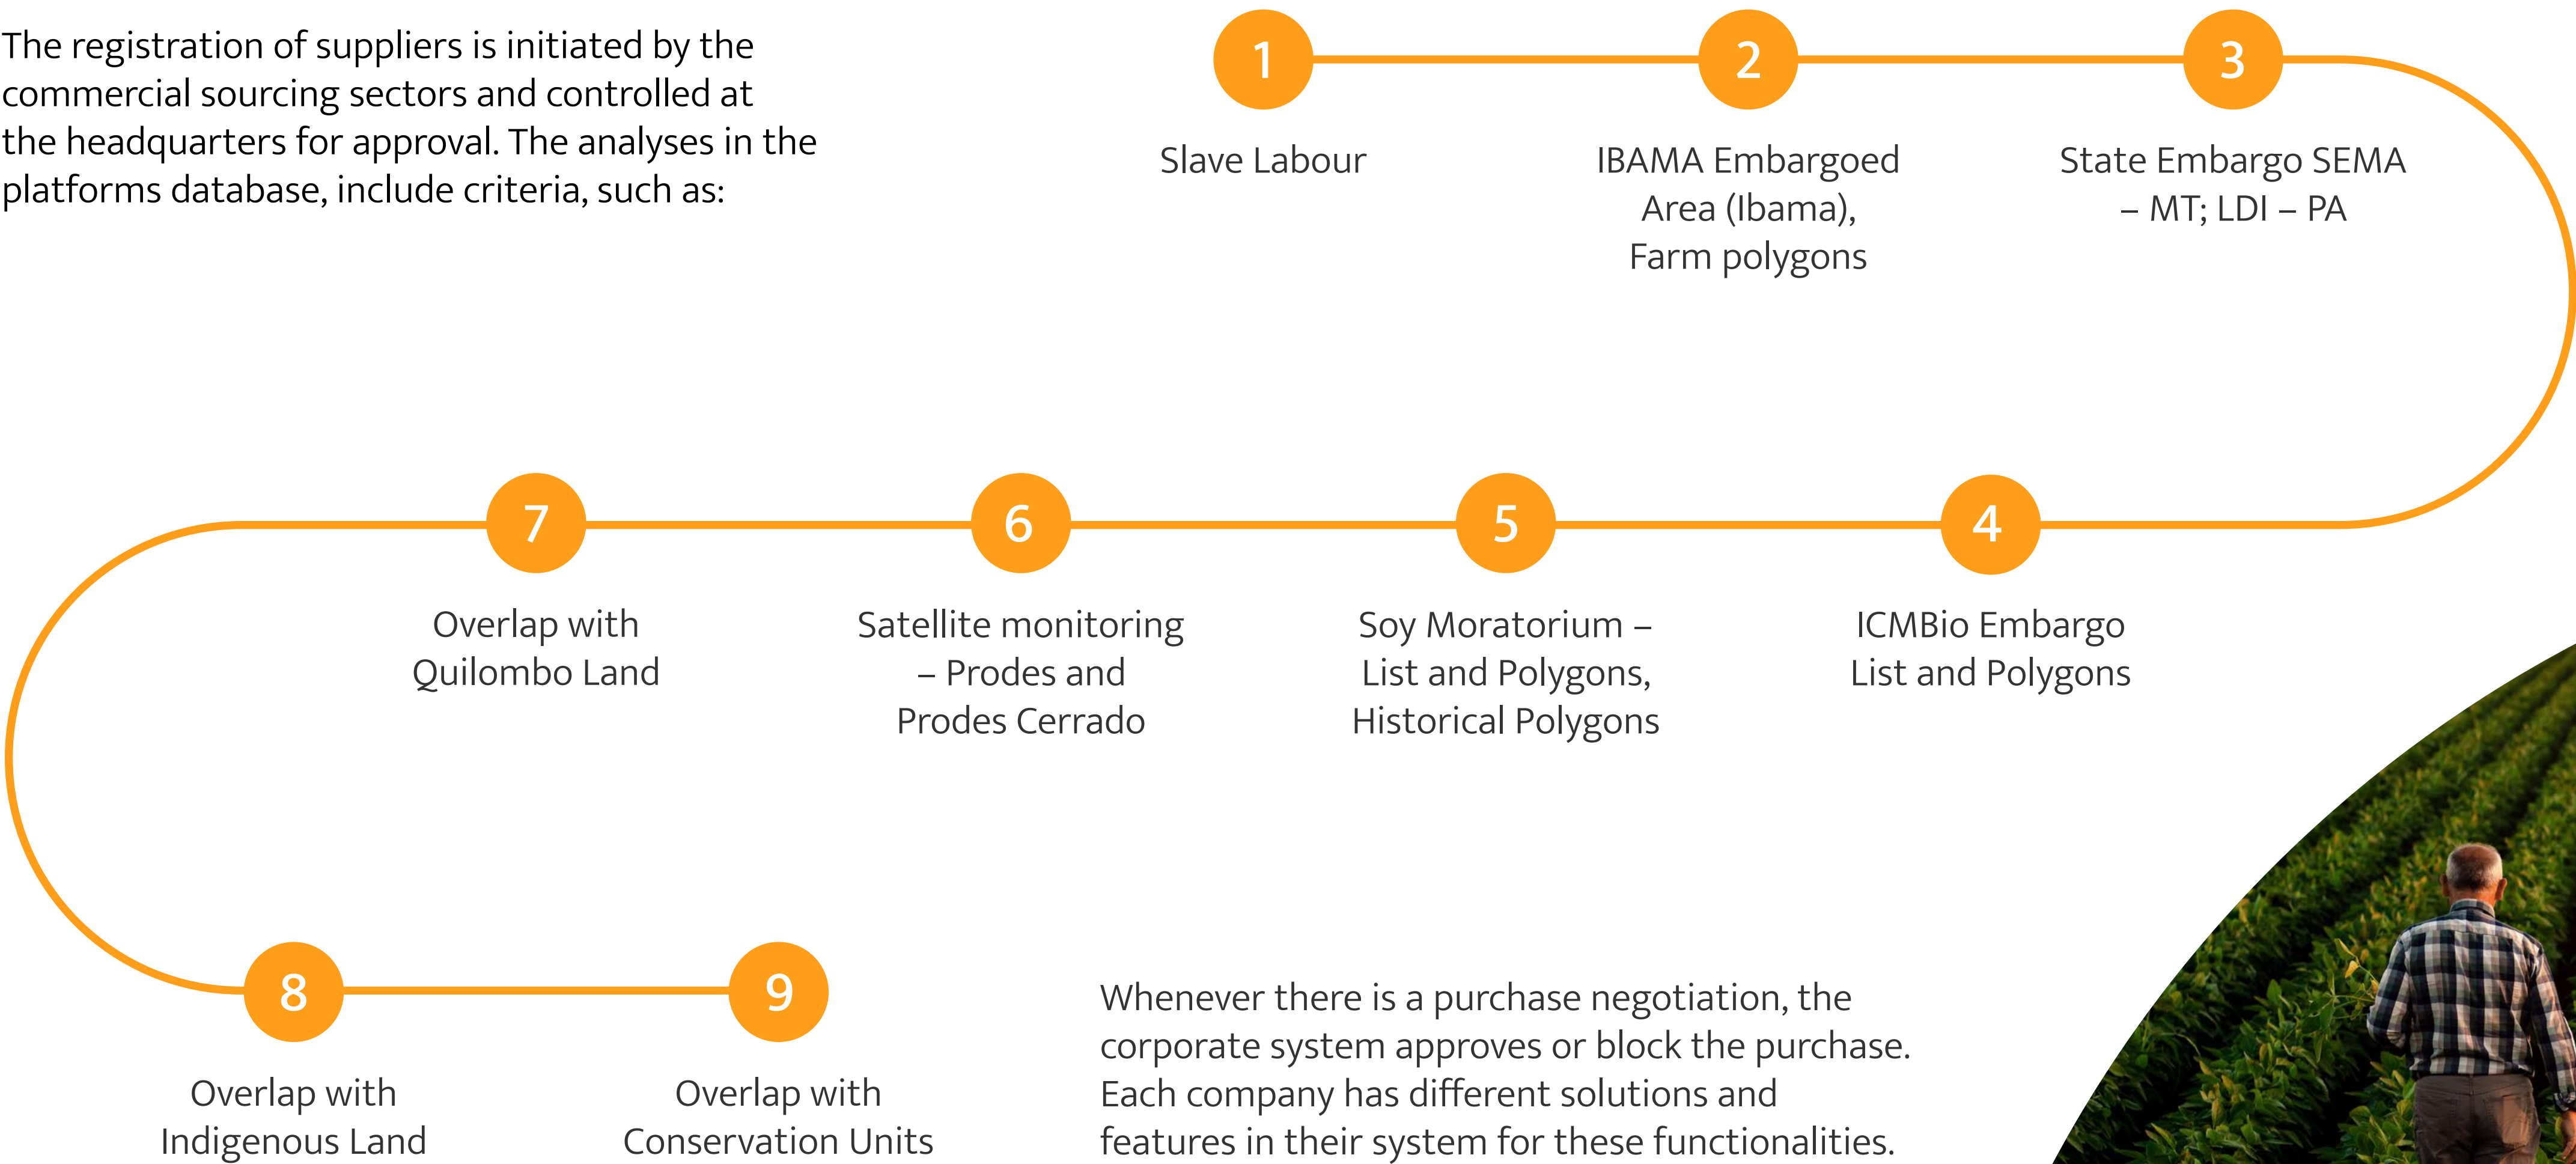 The registration of suppliers is initiated by the
commercial sourcing sectors and controlled at
the headquarters for approval. The analyses in the
platforms database, include criteria, such as:
1
Slave Labour
2
IBAMA Embargoed
Area (Ibama),
Farm polygons
3
State Embargo SEMA
– MT; LDI – PA
4
ICMBio Embargo
List and Polygons
5
Soy Moratorium –
List and Polygons,
Historical Polygons
6
Satellite monitoring
– Prodes and
Prodes Cerrado
7
Overlap with
Quilombo Land
8
Overlap with
Indigenous Land
9
Overlap with
Conservation Units
Whenever there is a purchase negotiation, the
corporate system approves or block the purchase.
Each company has different solutions and
features in their system for these functionalities.